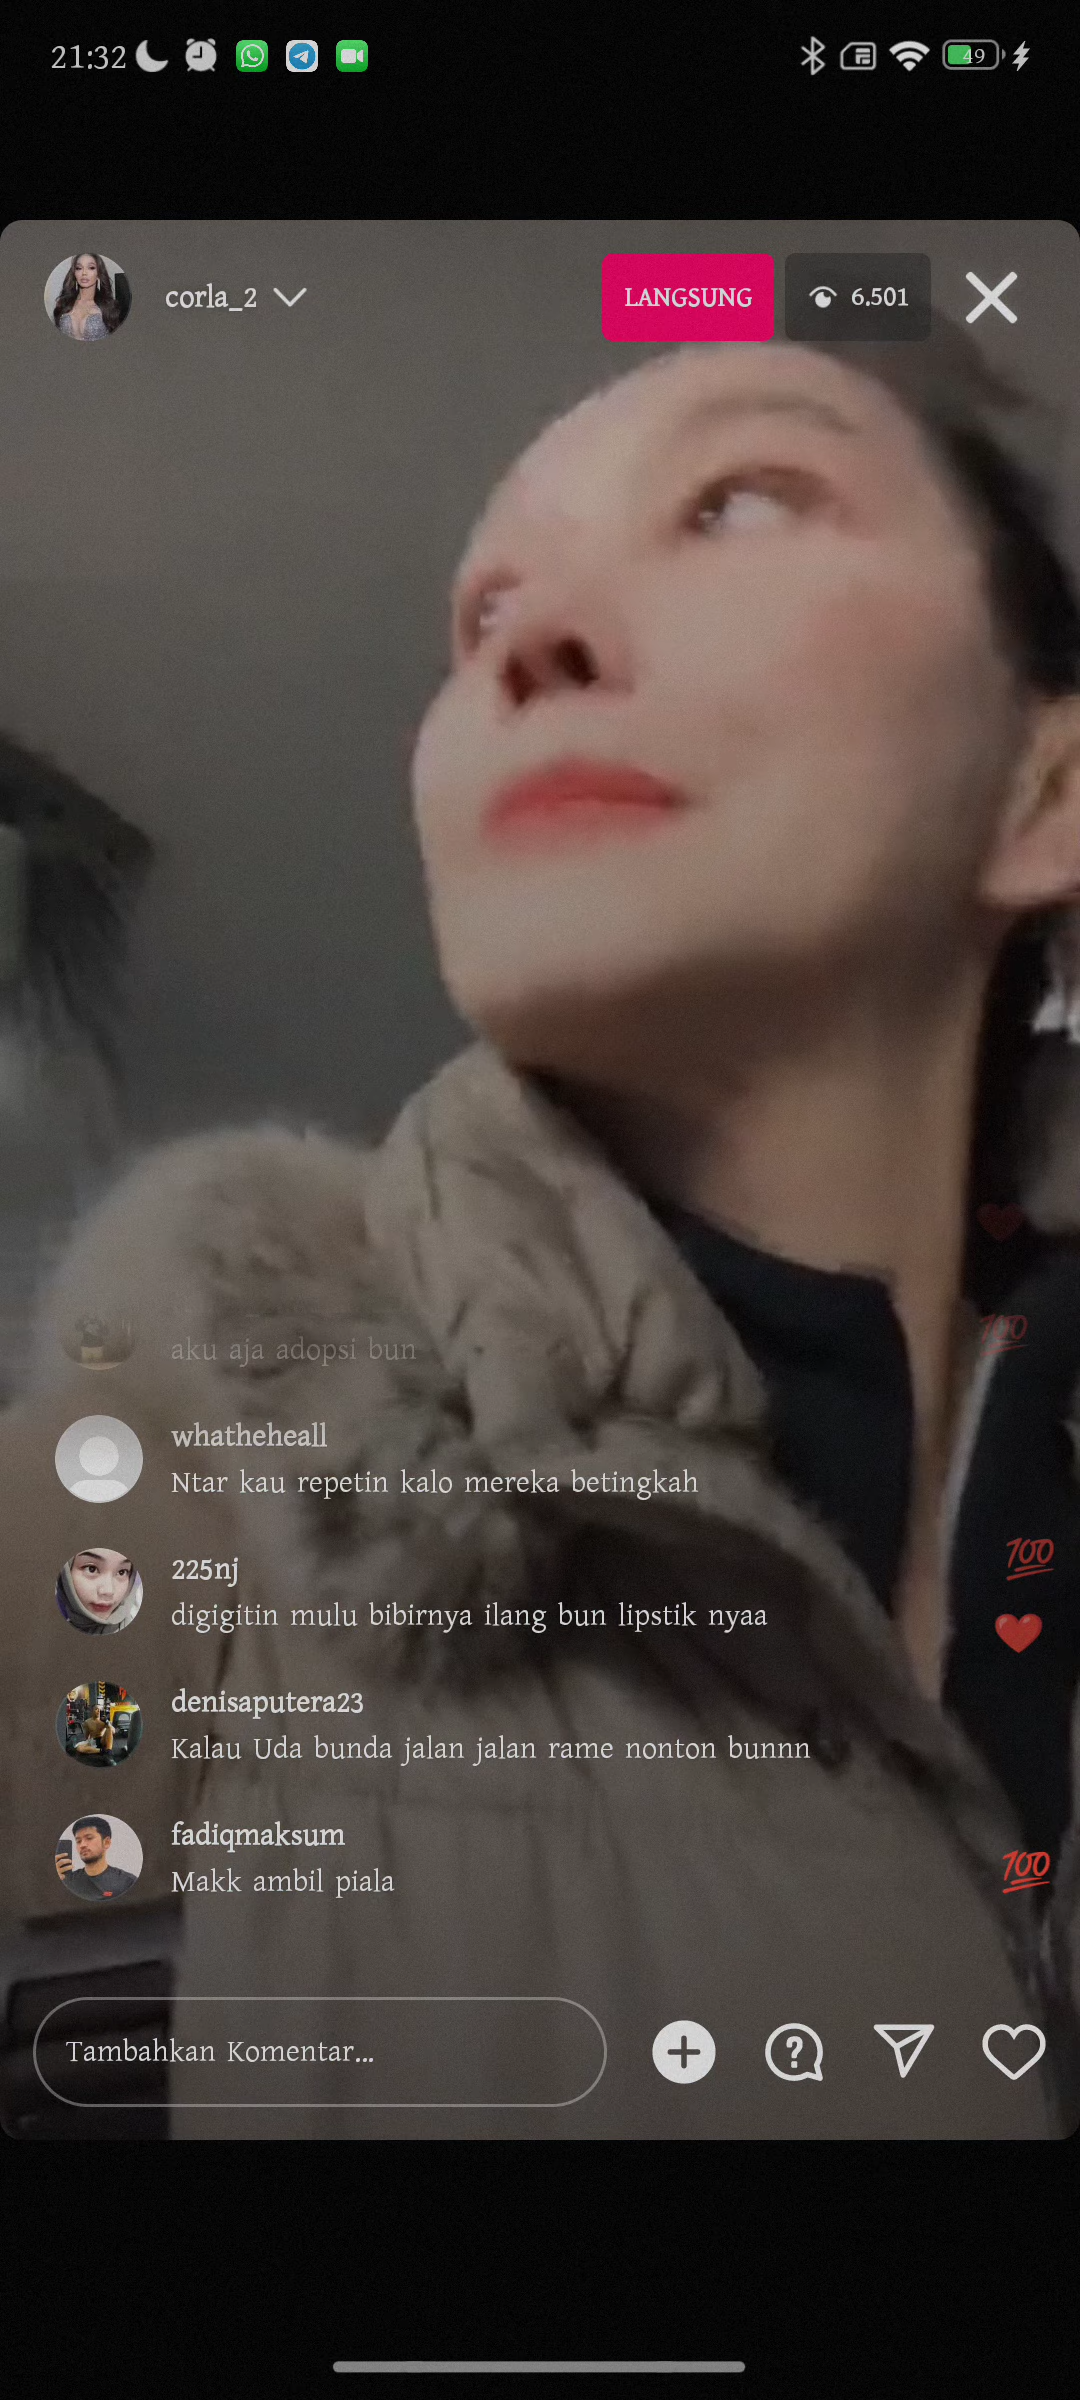 21:32
49
corla_2
LANGSUNG
6.501
aku aja adopsi bun
whatheheall
Ntar kau repetin kalo mereka betingkah
225nj
digigitin mulu bibirnya ilang bun lipstik nyaa
denisaputera23
Kalau Uda bunda jalan jalan rame nonton bunnn
fadiqmaksum
Makk ambil piala
Tambahkan Komentar...